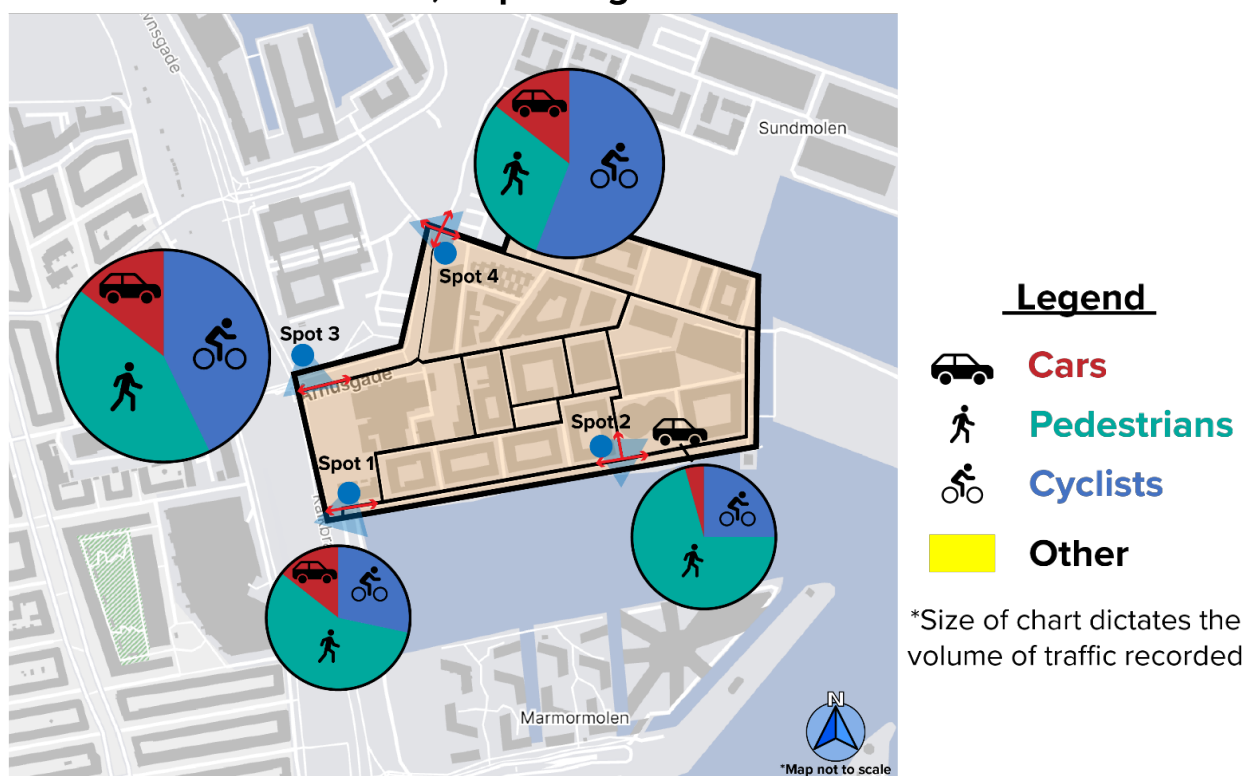 Sundmolen
Spot 4
Spot 3
Århusgade
Spot 2
Spot 1
Marmormolen
N
*Map not to scale
Legend
Cars
Pedestrians
Cyclists
Other
*Size of chart dictates the
volume of traffic recorded